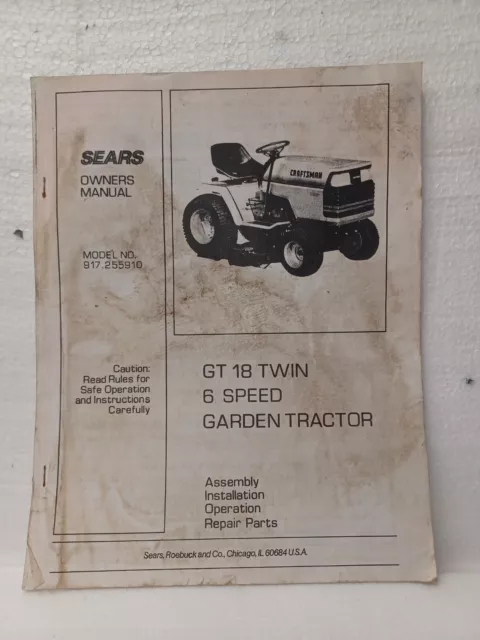 SEARS
OWNERS
MANUAL
MODEL NO.
917.255910
Caution:
Read Rules for
Safe Operation
and Instructions
Carefully
CRAFTSMAN
GT 18 TWIN
6 SPEED
GARDEN TRACTOR
Assembly
Installation
Operation
Repair Parts
Sears, Roebuck and Co., Chicago, IL 60684 U.S.A.